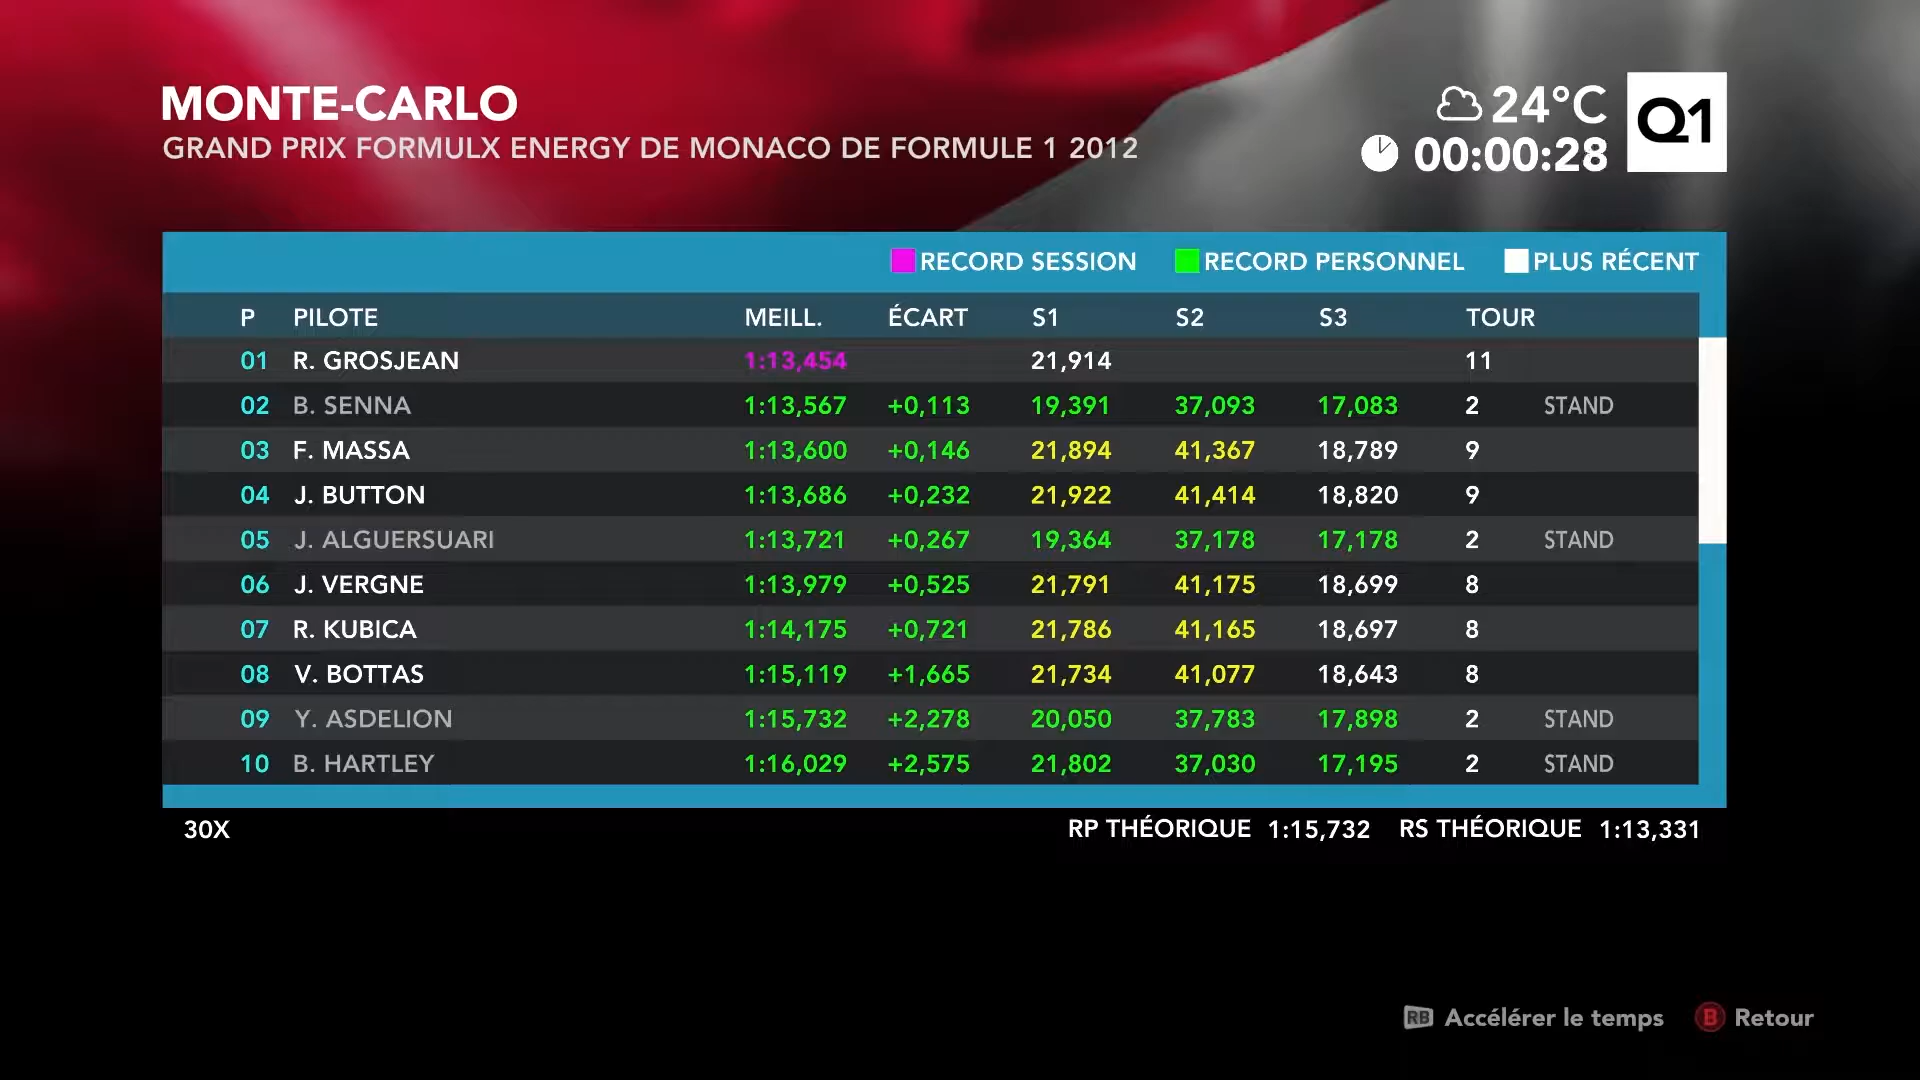 MONTE-CARLO
GRAND PRIX FORMULX ENERGY DE MONACO DE FORMULE 1 2012
24°C
00:00:28
Q1
RECORD SESSION RECORD PERSONNEL PLUS RÉCENT
P PILOTE MEILL. ÉCART S1 S2 S3 TOUR
01 R. GROSJEAN 1:13,454 21,914 11
02 B. SENNA 1:13,567 +0,113 19,391 37,093 17,083 2 STAND
03 F. MASSA 1:13,600 +0,146 21,894 41,367 18,789 9
04 J. BUTTON 1:13,686 +0,232 21,922 41,414 18,820 9
05 J. ALGUERSUARI 1:13,721 +0,267 19,364 37,178 17,178 2 STAND
06 J. VERGNE 1:13,979 +0,525 21,791 41,175 18,699 8
07 R. KUBICA 1:14,175 +0,721 21,786 41,165 18,697 8
08 V. BOTTAS 1:15,119 +1,665 21,734 41,077 18,643 8
09 Y. ASDELION 1:15,732 +2,278 20,050 37,783 17,898 2 STAND
10 B. HARTLEY 1:16,029 +2,575 21,802 37,030 17,195 2 STAND
30X RP THÉORIQUE 1:15,732 RS THÉORIQUE 1:13,331
RB Accélérer le temps B Retour